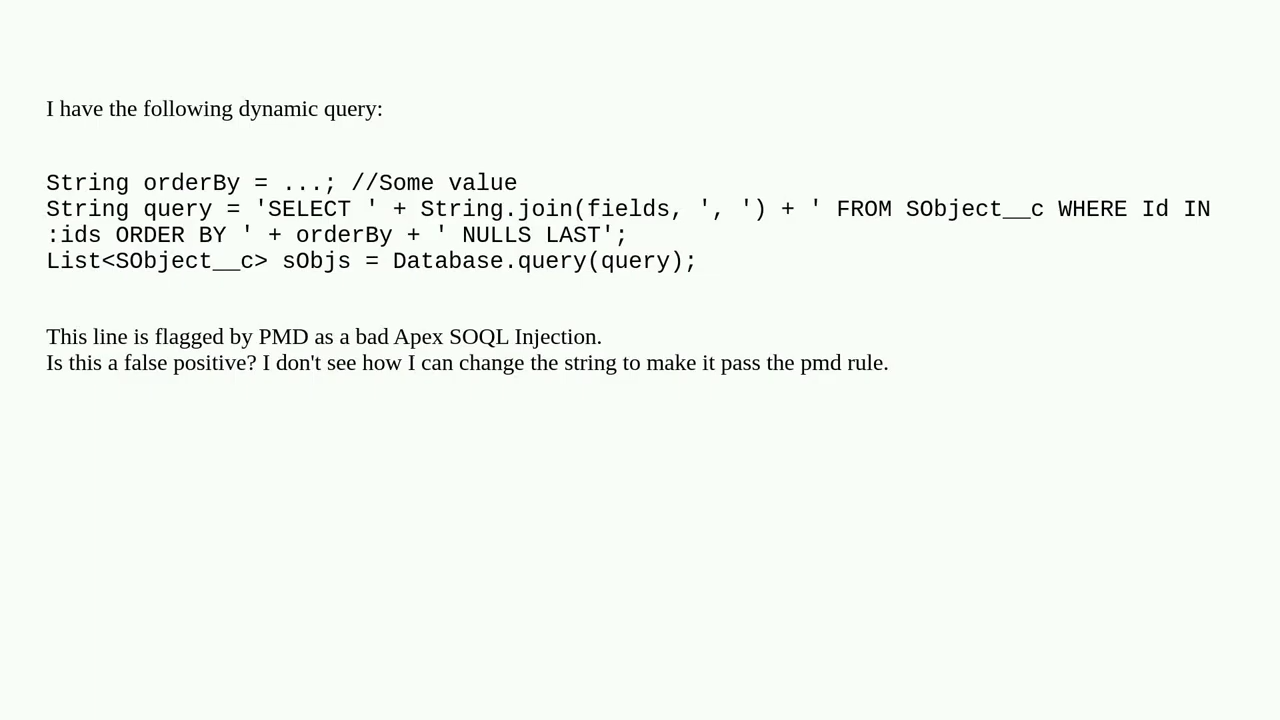 I have the following dynamic query:
String orderBy = ...; //Some value
String query = 'SELECT ' + String.join(fields, ', ') + ' FROM SObject__c WHERE Id IN
:ids ORDER BY ' + orderBy + ' NULLS LAST';
List<SObject__c> sObjs = Database.query(query);
This line is flagged by PMD as a bad Apex SOQL Injection.
Is this a false positive? I don't see how I can change the string to make it pass the pmd rule.